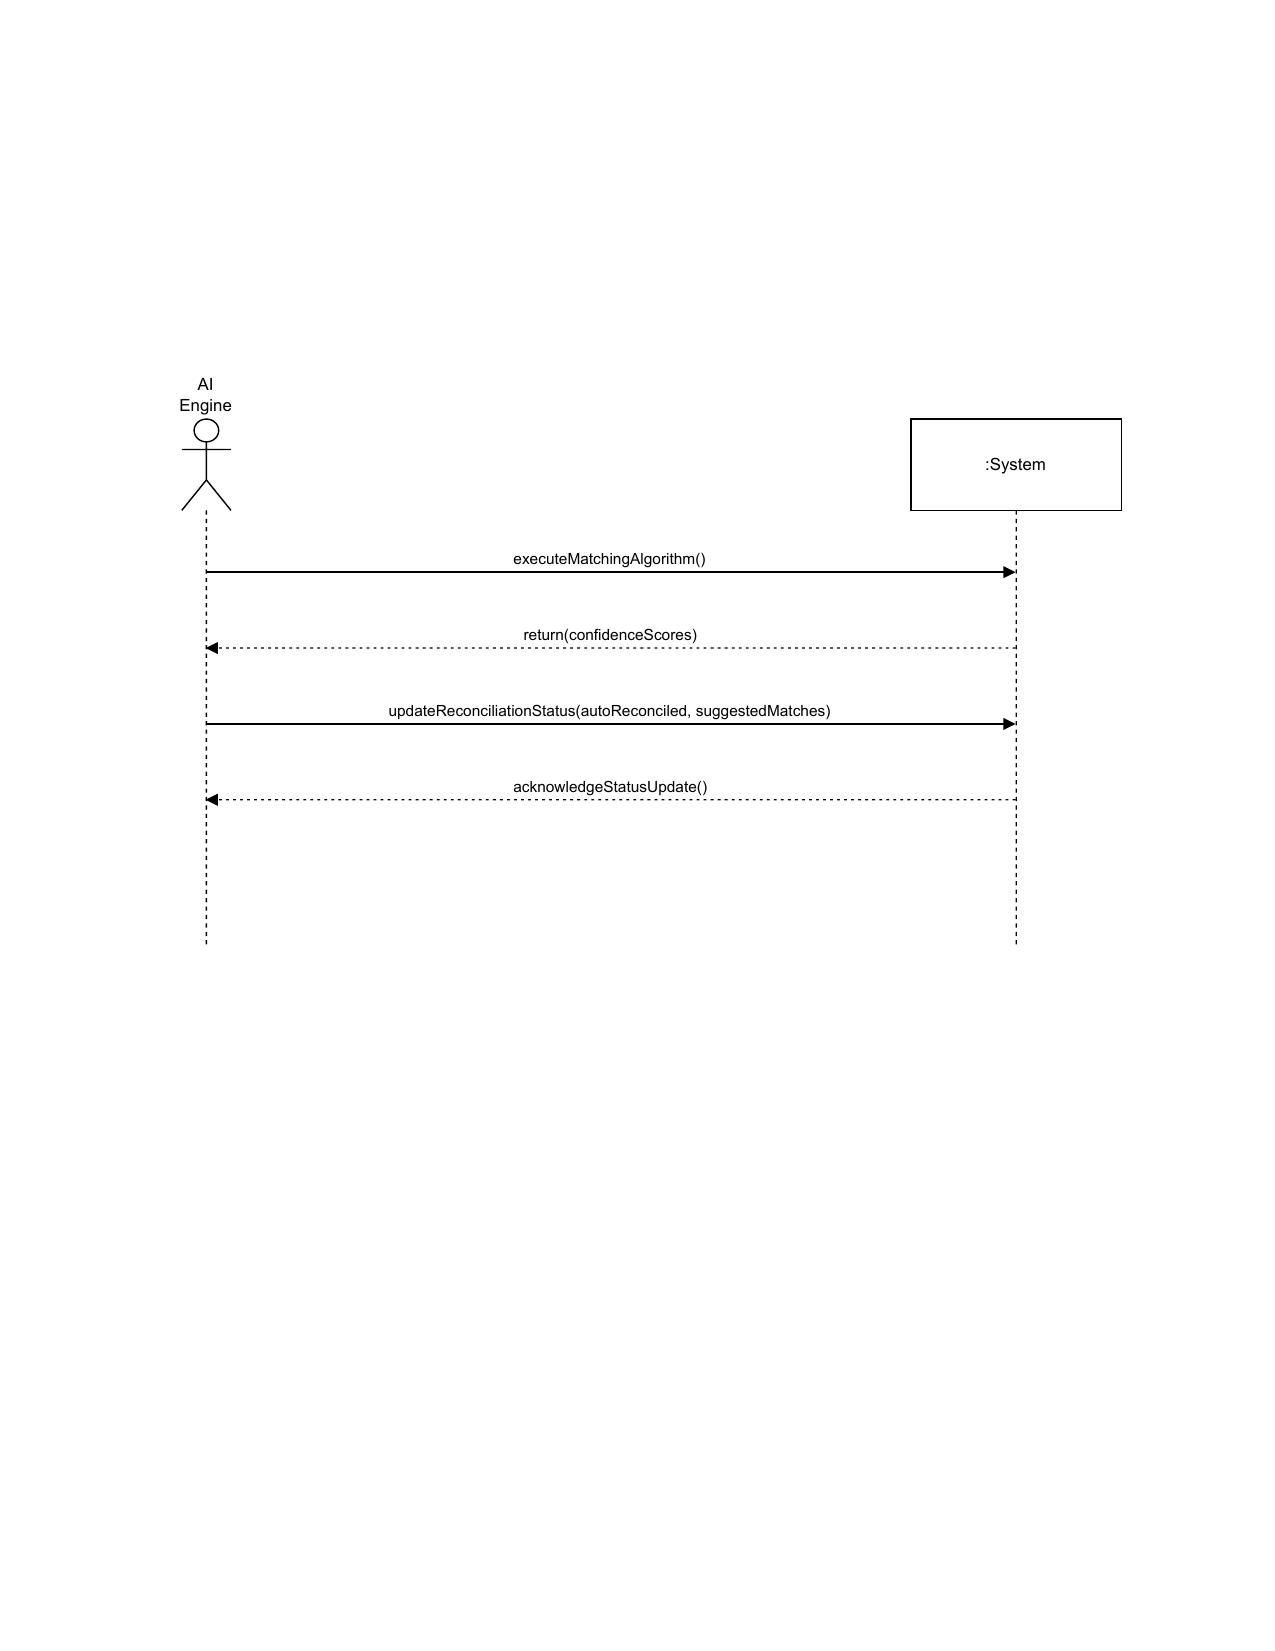 AI
Engine
:System
executeMatchingAlgorithm()
return(confidenceScores)
updateReconciliationStatus(autoReconciled, suggestedMatches)
acknowledgeStatusUpdate()